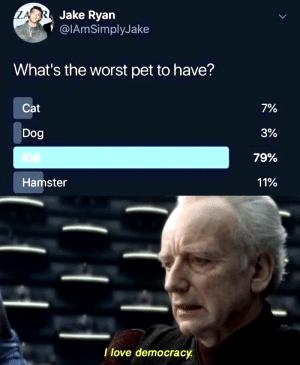 Jake Ryan
@IAmSimplyJake
What's the worst pet to have?
Cat 7%
Dog 3%
Kid 79%
Hamster 11%
I love democracy.